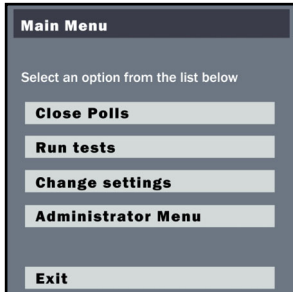 Main Menu
Select an option from the list below
Close Polls
Run tests
Change settings
Administrator Menu
Exit